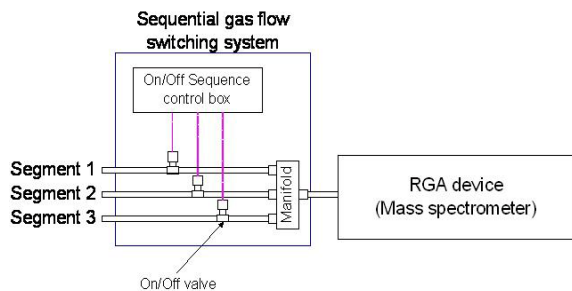 Sequential gas flow
switching system
On/Off Sequence
control box
Segment 1
Segment 2
Segment 3
Manifold
RGA device
(Mass spectrometer)
On/Off valve